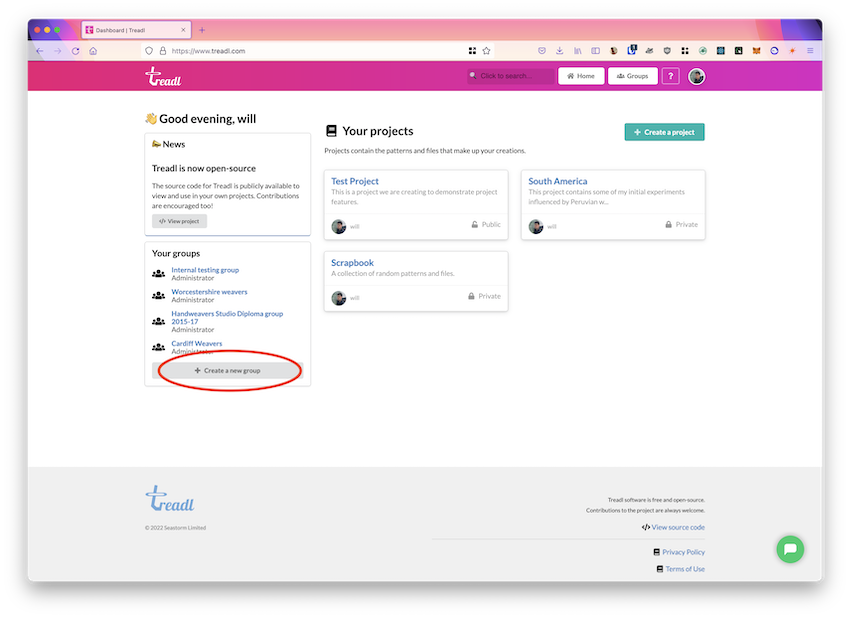 Dashboard | Treadl
https://www.treadl.com
treadl
Click to search...
Home
Groups
?
Good evening, will
News
Treadl is now open-source
The source code for Treadl is publicly available to
view and use in your own projects. Contributions
are encouraged too!
</> View project
Your groups
Internal testing group
Administrator
Worcestershire weavers
Administrator
Handweavers Studio Diploma group
2015-17
Administrator
Cardiff Weavers
Administrator
+ Create a new group
Your projects
+ Create a project
Projects contain the patterns and files that make up your creations.
Test Project
This is a project we are creating to demonstrate project
features.
will
Public
South America
This project contains some of my initial experiments
influenced by Peruvian w...
will
Private
Scrapbook
A collection of random patterns and files.
will
Private
treadl
© 2022 Seastorm Limited
Treadl software is free and open-source.
Contributions to the project are always welcome.
</> View source code
Privacy Policy
Terms of Use